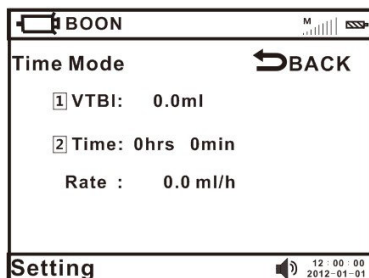 BOON M
Time Mode BACK
1 VTBI: 0.0ml
2 Time: 0hrs 0min
Rate : 0.0 ml/h
Setting 12:00:00
2012-01-01